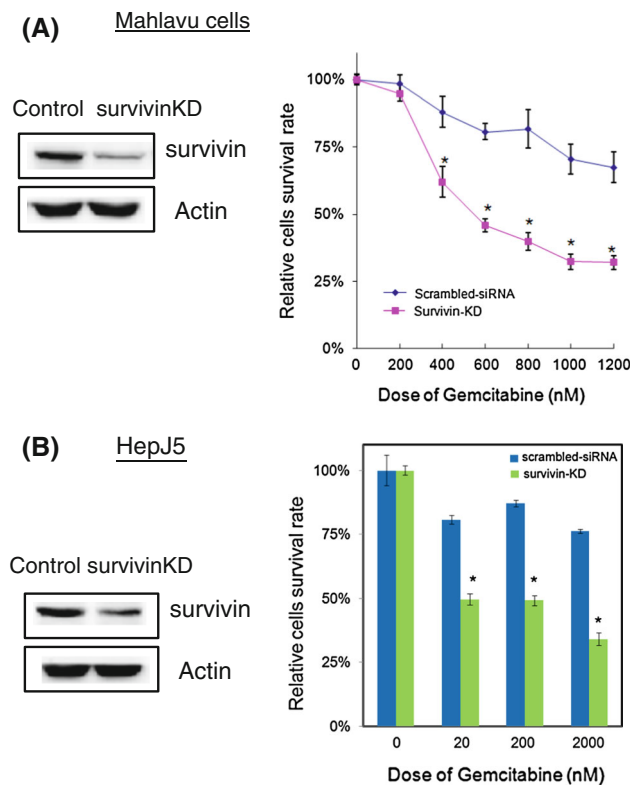 (A) Mahlavu cells
Control survivinKD
survivin
Actin
Relative cells survival rate
100%
75%
50%
25%
0%
* * * * *
Scrambled-siRNA
Survivin-KD
0 200 400 600 800 1000 1200
Dose of Gemcitabine (nM)
(B) HepJ5
Control survivinKD
survivin
Actin
Relative cells survival rate
100%
75%
50%
25%
0%
scrambled-siRNA
survivin-KD
* * *
0 20 200 2000
Dose of Gemcitabine (nM)